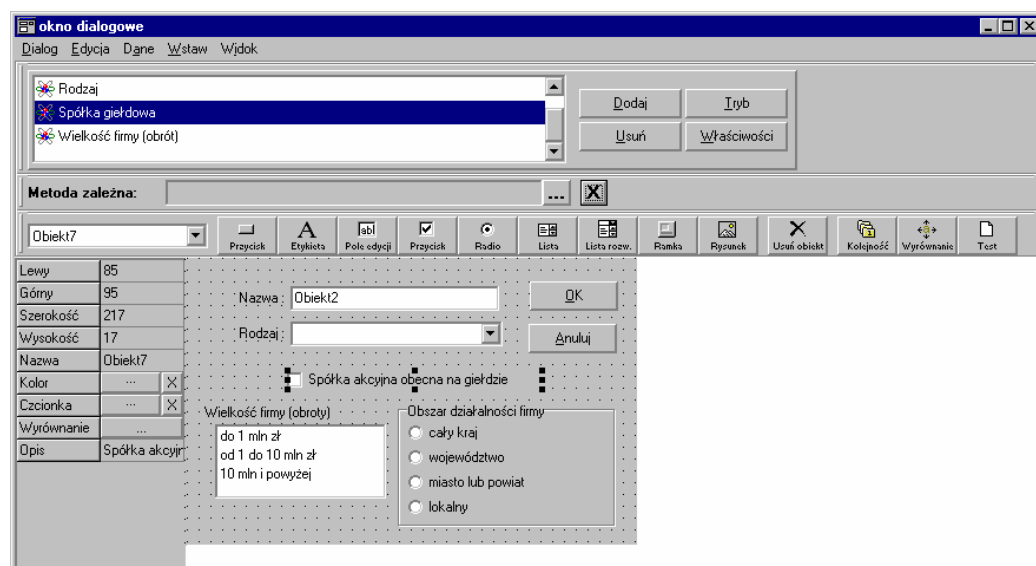 okno dialogowe
Dialog Edycja Dane Wstaw Widok
Rodzaj
Spółka giełdowa
Wielkość firmy (obrót)
Dodaj Tryb
Usuń Właściwości
Metoda zależna: ... X
Obiekt7
Przycisk Etykieta Pole edycji Przycisk Radio Lista Lista rozw. Ramka Rysunek Usuń obiekt Kolejność Wyrównanie Test
Lewy 85
Górny 95
Szerokość 217
Wysokość 17
Nazwa Obiekt7
Kolor ... X
Czcionka ... X
Wyrównanie ...
Opis Spółka akcyjn
Nazwa: Obiekt2 OK
Rodzaj: Anuluj
Spółka akcyjna obecna na giełdzie
Wielkość firmy (obroty)
do 1 mln zł
od 1 do 10 mln zł
10 mln i powyżej
Obszar działalności firmy
cały kraj
województwo
miasto lub powiat
lokalny